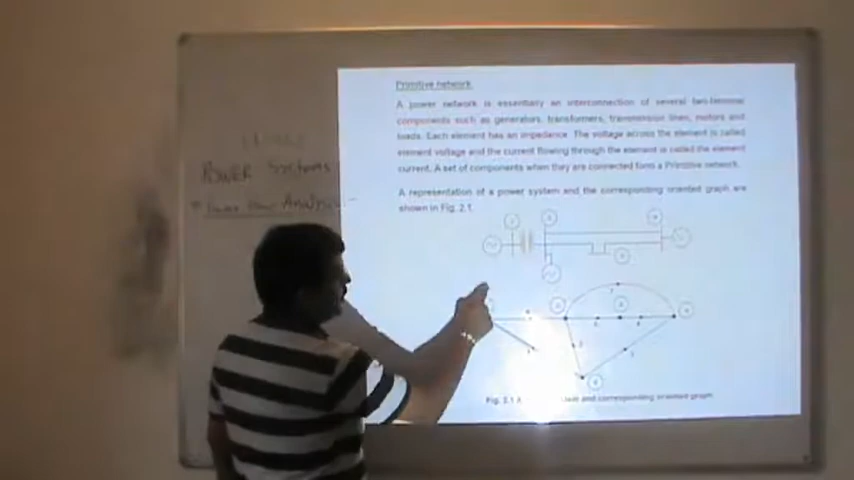 Power Systems
Primitive network
A power network is essentially an interconnection of several two-terminal
components such as generators, transformers, transmission lines, motors and
loads. Each element has an impedance. The voltage across the element is called
element voltage and the current flowing through the element is called the element
current. A set of components when they are connected form a Primitive network.
A representation of a power system and the corresponding oriented graph are
shown in Fig. 2.1.
Fig. 2.1 and corresponding oriented graph